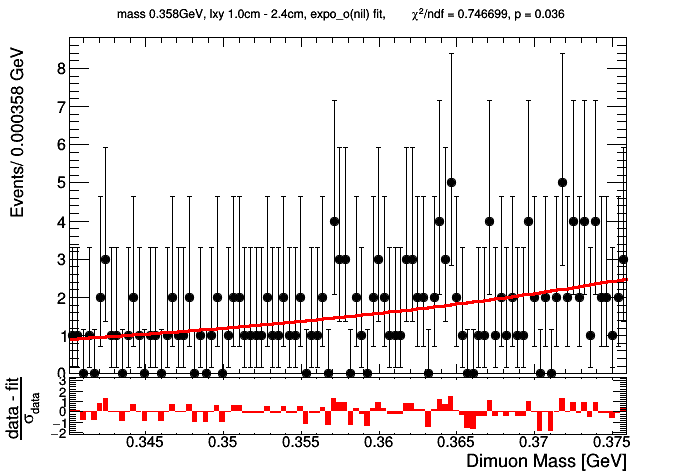 mass 0.358GeV, lxy 1.0cm - 2.4cm, expo_o(nil) fit, χ²/ndf = 0.746699, p = 0.036
Events/ 0.000358 GeV
8
7
6
5
4
3
2
1
0
data - fit
σdata
3
2
1
0
−1
−2
0.345 0.35 0.355 0.36 0.365 0.37 0.375
Dimuon Mass [GeV]